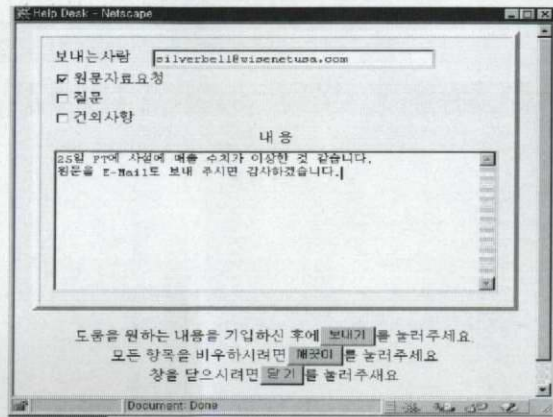 Help Desk - Netscape
보내는사람 silverbell@wisenetusa.com
원문자료요청
질문
건의사항
내 용
25일 FT에 사설에 매출 수치가 이상한 것 같습니다.
원문을 E-Mail로 보내 주시면 감사하겠습니다.
도움을 원하는 내용을 기입하신 후에 보내기 를 눌러주세요.
모든 항목을 비우하시려면 깨끗이 를 눌러주세요
창을 닫으시려면 닫기 를 눌러주새요
Document: Done